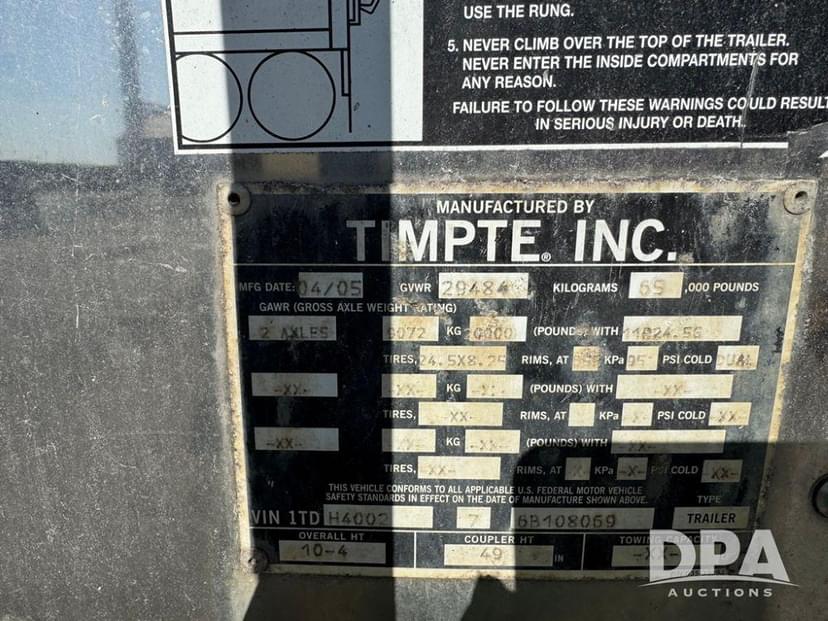 USE THE RUNG.
5. NEVER CLIMB OVER THE TOP OF THE TRAILER.
NEVER ENTER THE INSIDE COMPARTMENTS FOR
ANY REASON.
FAILURE TO FOLLOW THESE WARNINGS COULD RESULT
IN SERIOUS INJURY OR DEATH.
MANUFACTURED BY
TIMPTE® INC.
MFG DATE: 04/05 GVWR 29484 KILOGRAMS 65 ,000 POUNDS
GAWR (GROSS AXLE WEIGHT RATING)
2 AXLES 9072 KG 20000 (POUNDS) WITH
TIRES, 24.5X8.25 RIMS, AT KPa PSI COLD DUAL
-XX- -XX- KG (POUNDS) WITH -XX-
TIRES, -XX- RIMS, AT KPa PSI COLD XX-
-XX- KG -XX- (POUNDS) WITH
TIRES, -XX- RIMS, AT KPa -X- PSI COLD XX-
THIS VEHICLE CONFORMS TO ALL APPLICABLE U.S. FEDERAL MOTOR VEHICLE
SAFETY STANDARDS IN EFFECT ON THE DATE OF MANUFACTURE SHOWN ABOVE. TYPE
VIN 1TD H4002 7 6B108069 TRAILER
OVERALL HT COUPLER HT TOWING CAPACITY
10-4 49 IN -XX-
DPA
AUCTIONS